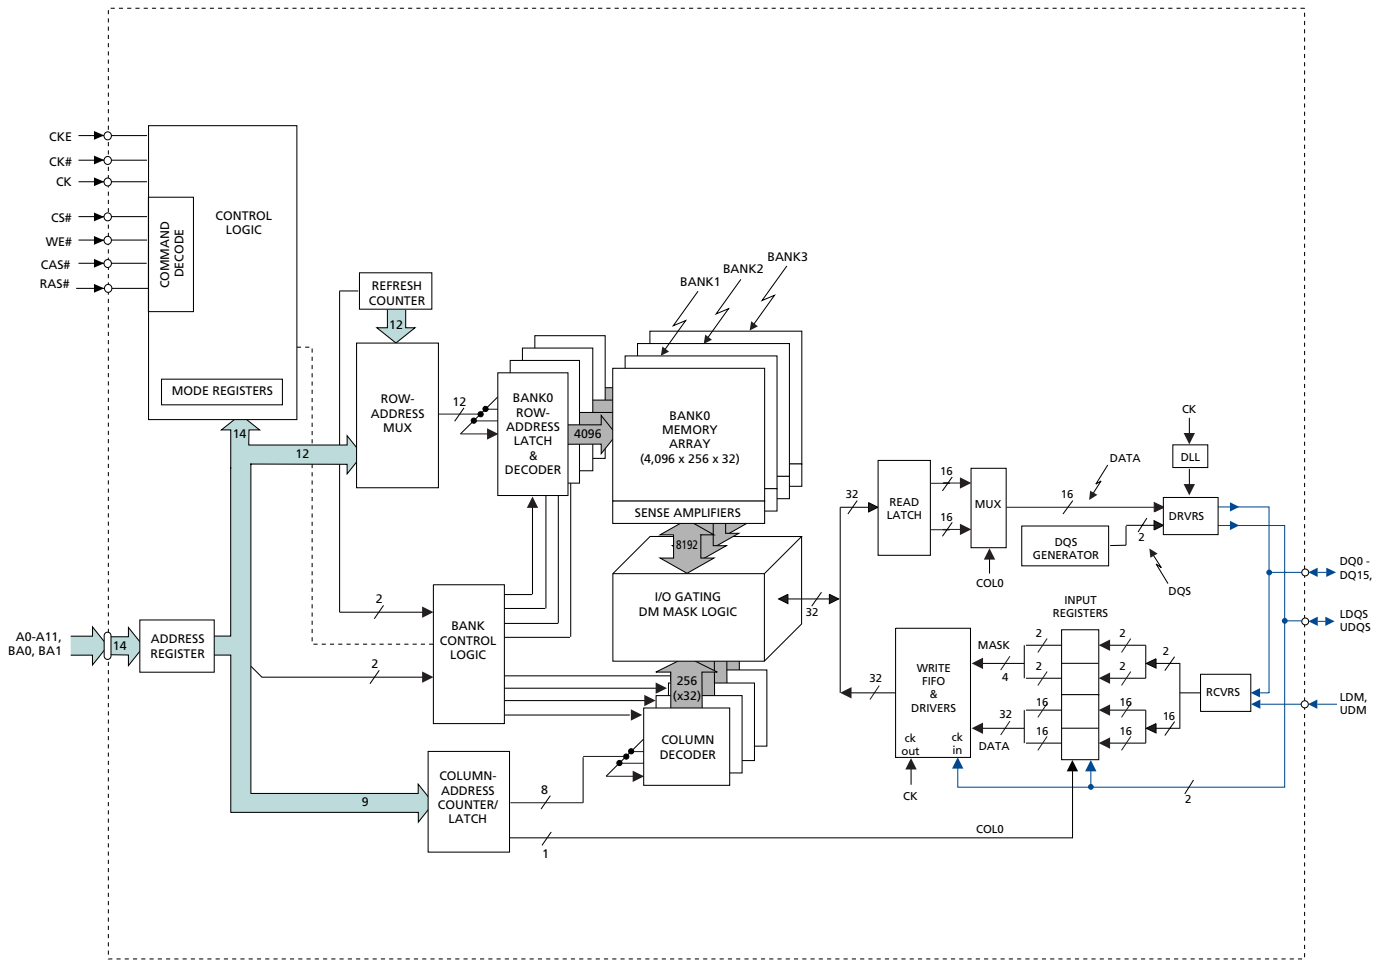 CKE
CK#
CK
CS#
WE#
CAS#
RAS#
COMMAND
DECODE
CONTROL
LOGIC
MODE REGISTERS
14
12
REFRESH
COUNTER
12
ROW-
ADDRESS
MUX
12
BANK0
ROW-
ADDRESS
LATCH
&
DECODER
4096
BANK1
BANK2
BANK3
BANK0
MEMORY
ARRAY
(4,096 x 256 x 32)
SENSE AMPLIFIERS
8192
I/O GATING
DM MASK LOGIC
A0-A11,
BA0, BA1
14
ADDRESS
REGISTER
2
2
BANK
CONTROL
LOGIC
256
(x32)
COLUMN
DECODER
9
COLUMN-
ADDRESS
COUNTER/
LATCH
8
1
COL0
32
32
32
READ
LATCH
16
16
MUX
COL0
16
DATA
CK
DLL
DRVRS
DQS
GENERATOR
2
DQS
INPUT
REGISTERS
WRITE
FIFO
&
DRIVERS
ck
out
ck
in
CK
MASK
4
32
DATA
2
2
16
16
2
2
16
16
2
16
RCVRS
2
DQ0 -
DQ15,
LDQS
UDQS
LDM,
UDM